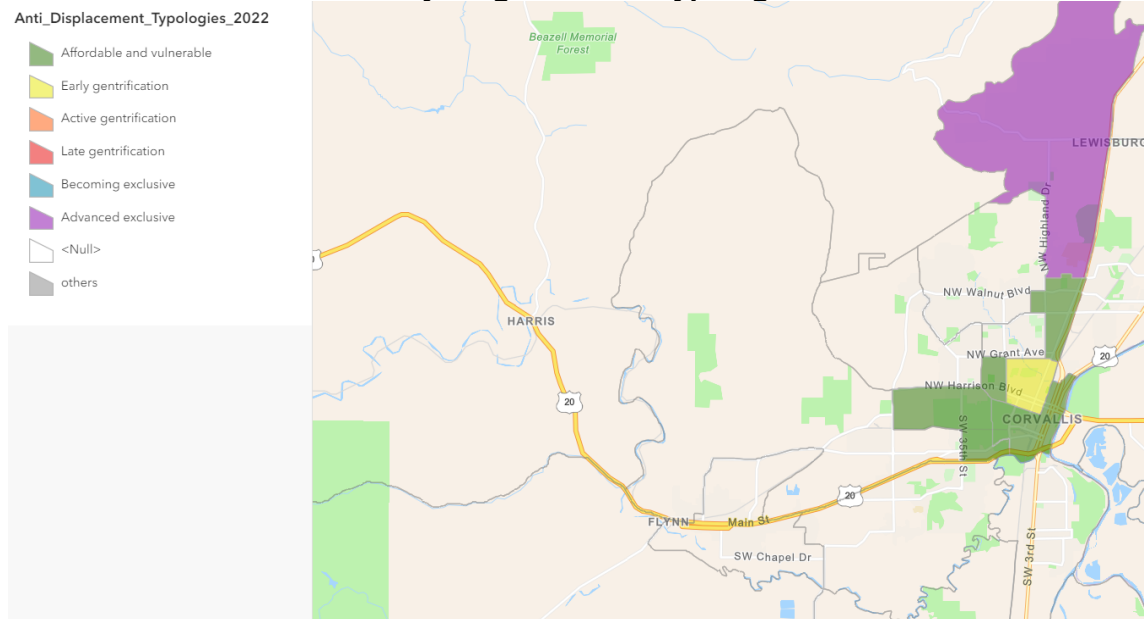 Anti_Displacement_Typologies_2022
Affordable and vulnerable
Early gentrification
Active gentrification
Late gentrification
Becoming exclusive
Advanced exclusive
<Null>
others
Beazell Memorial
Forest
LEWISBURG
NW Highland Dr
NW Walnut Blvd
HARRIS
NW Grant Ave
20
NW Harrison Blvd
20
CORVALLIS
SW 35th St
20
FLYNN
Main St
SW Chapel Dr
SW 3rd St